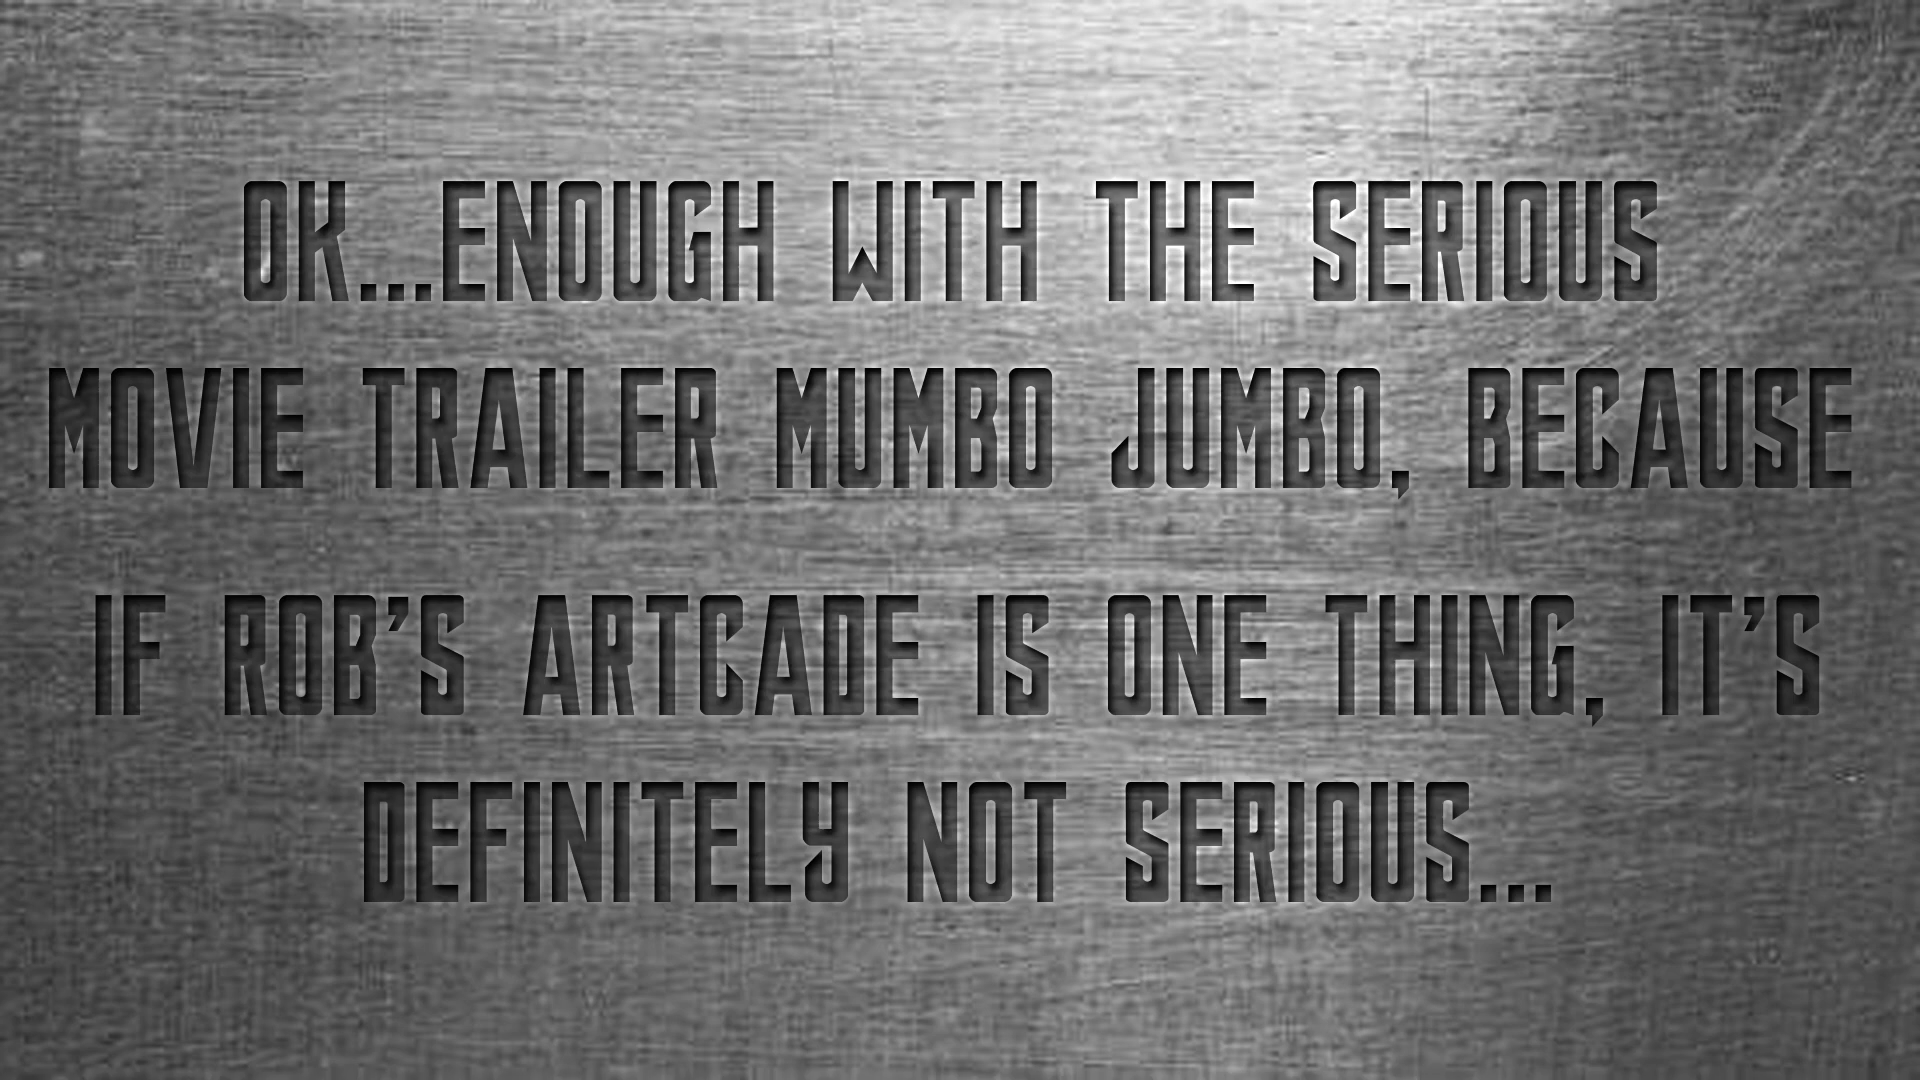 OK...ENOUGH WITH THE SERIOUS
MOVIE TRAILER MUMBO JUMBO, BECAUSE
IF ROB'S ARTCADE IS ONE THING, IT'S
DEFINITELY NOT SERIOUS...